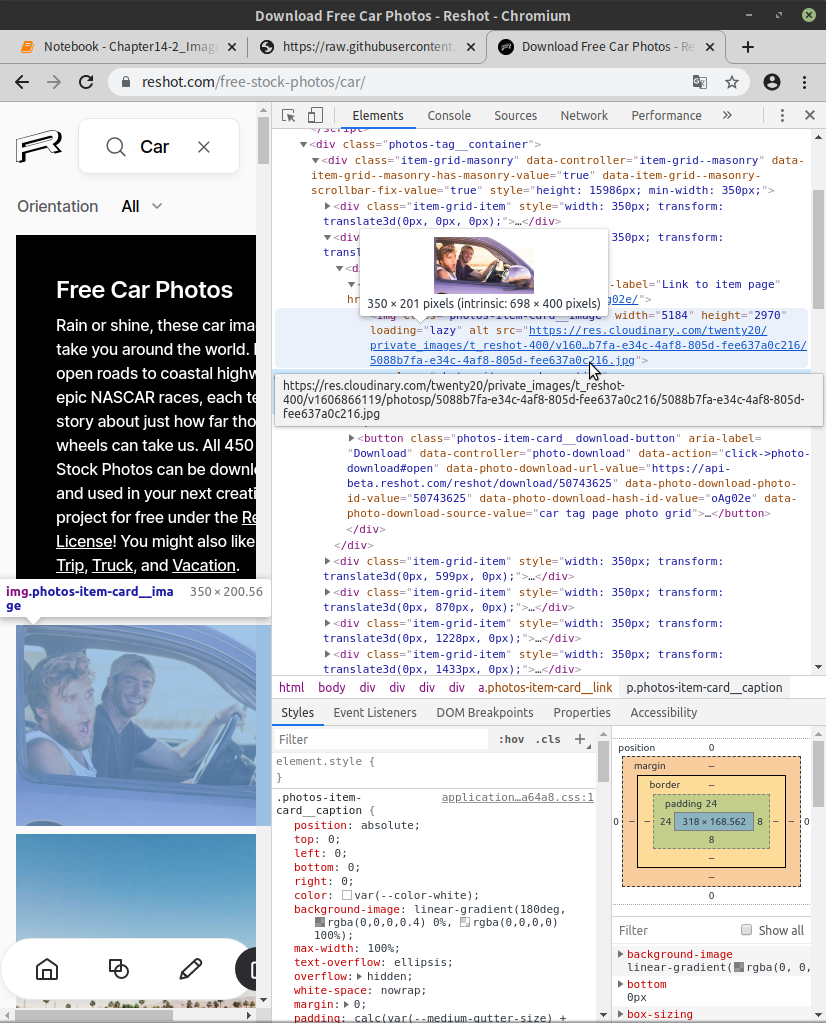 Download Free Car Photos - Reshot - Chromium
Notebook - Chapter14-2_Imag
https://raw.githubusercontent.
Download Free Car Photos - Re
reshot.com/free-stock-photos/car/
Car
Orientation All
Free Car Photos
Rain or shine, these car ima
take you around the world. 
open roads to coastal highw
epic NASCAR races, each te
story about just how far tho
wheels can take us. All 450
Stock Photos can be downl
and used in your next creati
project for free under the Re
License! You might also like
Trip, Truck, and Vacation.
img.photos-item-card__ima
ge
350 × 200.56
Elements Console Sources Network Performance »
/script>
<div class="photos-tag__container">
<div class="item-grid-masonry" data-controller="item-grid--masonry" data-
item-grid--masonry-has-masonry-value="true" data-item-grid--masonry-
scrollbar-fix-value="true" style="height: 15986px; min-width: 350px;">
<div class="item-grid-item" style="width: 350px; transform:
translate3d(0px, 0px, 0px);">…</div>
<div 350px; transform:
transl
<di
-label="Link to item page"
hr g02e/">
350 × 201 pixels (intrinsic: 698 × 400 pixels)
<img class="photos-item-card__image" width="5184" height="2970"
loading="lazy" alt src="https://res.cloudinary.com/twenty20/
private_images/t_reshot-400/v160…b7fa-e34c-4af8-805d-fee637a0c216/
5088b7fa-e34c-4af8-805d-fee637a0c216.jpg">
https://res.cloudinary.com/twenty20/private_images/t_reshot-
400/v1606866119/photosp/5088b7fa-e34c-4af8-805d-fee637a0c216/5088b7fa-e34c-4af8-805d-
fee637a0c216.jpg
<button class="photos-item-card__download-button" aria-label=
"Download" data-controller="photo-download" data-action="click->photo-
download#open" data-photo-download-url-value="https://api-
beta.reshot.com/reshot/download/50743625" data-photo-download-photo-
id-value="50743625" data-photo-download-hash-id-value="oAg02e" data-
photo-download-source-value="car tag page photo grid">…</button>
</div>
</div>
<div class="item-grid-item" style="width: 350px; transform:
translate3d(0px, 599px, 0px);">…</div>
<div class="item-grid-item" style="width: 350px; transform:
translate3d(0px, 870px, 0px);">…</div>
<div class="item-grid-item" style="width: 350px; transform:
translate3d(0px, 1228px, 0px);">…</div>
<div class="item-grid-item" style="width: 350px; transform:
translate3d(0px, 1433px, 0px);">…</div>
html body div div div div a.photos-item-card__link p.photos-item-card__caption
Styles Event Listeners DOM Breakpoints Properties Accessibility
Filter :hov .cls +
element.style {
}
.photos-item-
card__caption {
application…a64a8.css:1
position: absolute;
top: 0;
left: 0;
bottom: 0;
right: 0;
color: var(--color-white);
background-image: linear-gradient(180deg,
rgba(0,0,0,0.4) 0%, rgba(0,0,0,0)
100%);
max-width: 100%;
text-overflow: ellipsis;
overflow: hidden;
white-space: nowrap;
margin: 0;
padding: calc(var(--medium-gutter-size) +
position 0
margin –
border –
padding 24
0 – – 24 318 × 168.562 8 – – 0
8
–
–
0
Filter Show all
background-image
linear-gradient( rgba(0, 0,
bottom
0px
box-sizing